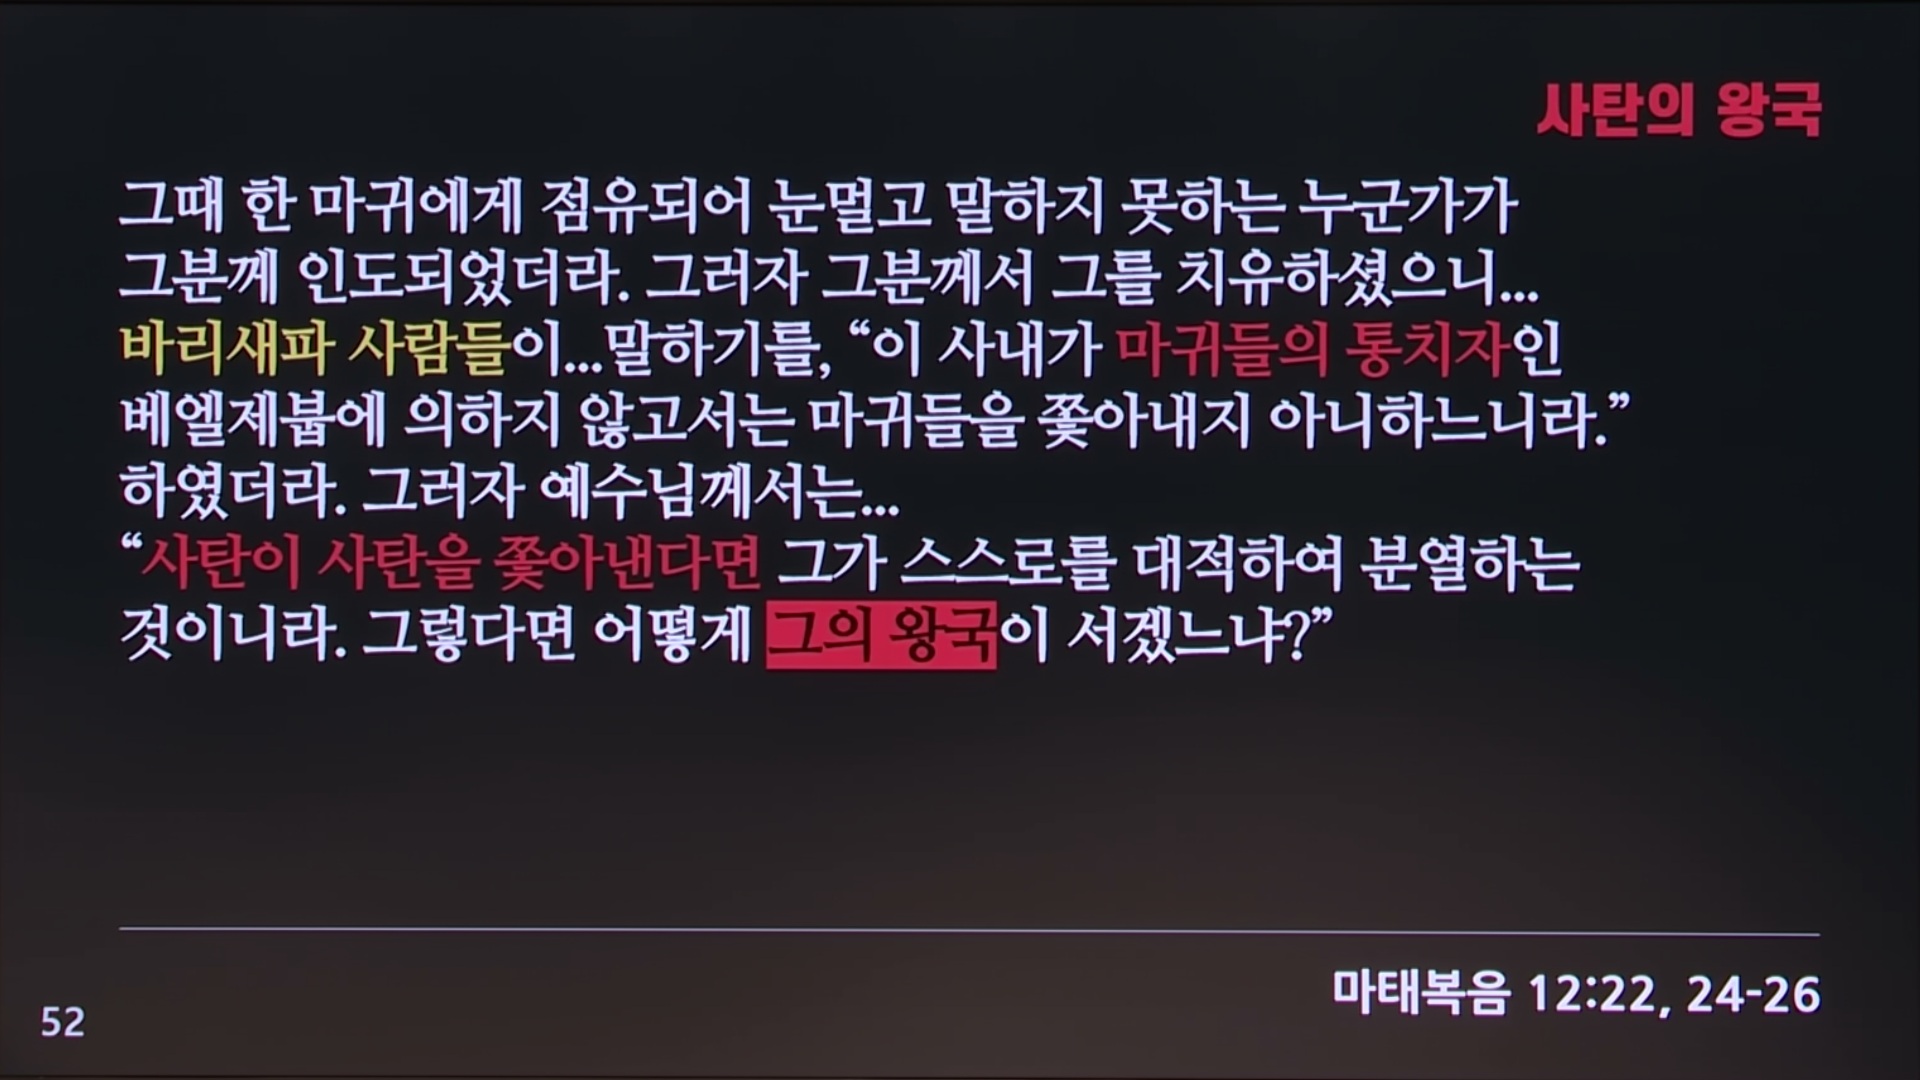 사탄의 왕국
그때 한 마귀에게 점유되어 눈멀고 말하지 못하는 누군가가
그분께 인도되었더라. 그러자 그분께서 그를 치유하셨으니...
바리새파 사람들이...말하기를, “이 사내가 마귀들의 통치자인
베엘제붑에 의하지 않고서는 마귀들을 쫓아내지 아니하느니라.”
하였더라. 그러자 예수님께서는...
“사탄이 사탄을 쫓아낸다면 그가 스스로를 대적하여 분열하는
것이니라. 그렇다면 어떻게 그의 왕국이 서겠느냐?”
마태복음 12:22, 24-26
52